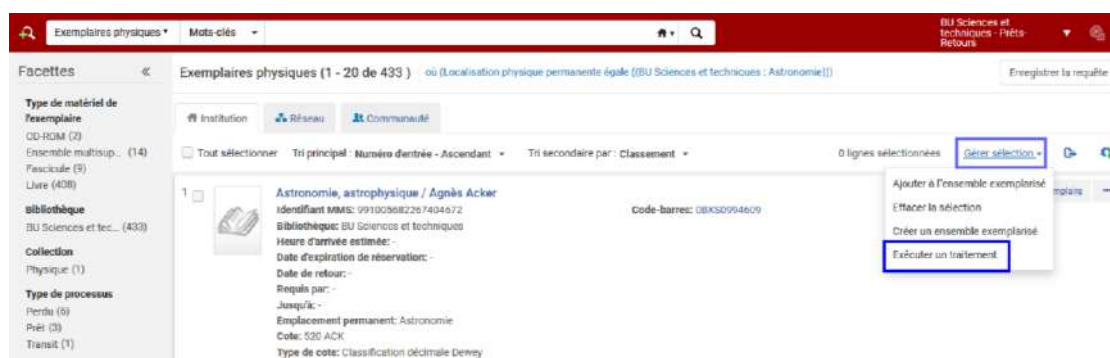 Exemplaires physiques
Mots-clés
BU Sciences et
techniques - Prêts-
Retours
Facettes
Exemplaires physiques (1 - 20 de 433 ) où (Localisation physique permanente égale [(BU Sciences et techniques : Astronomie)])
Enregistrer la requête
Type de matériel de
l'exemplaire
CD-ROM (2)
Ensemble multisup... (14)
Fascicule (9)
Livre (408)
Bibliothèque
BU Sciences et tec... (433)
Collection
Physique (1)
Type de processus
Perdu (6)
Prêt (3)
Transit (1)
Institution Réseau Communauté
Tout sélectionner Tri principal : Numéro d'entrée - Ascendant Tri secondaire par : Classement 0 lignes sélectionnées Gérer sélection
Ajouter à l'ensemble exemplarisé
Effacer la sélection
Créer un ensemble exemplarisé
Exécuter un traitement
1 Astronomie, astrophysique / Agnès Acker
Identifiant MMS: 991005682267404672 Code-barres: 0BXS0994609
Bibliothèque: BU Sciences et techniques
Heure d'arrivée estimée: -
Date d'expiration de réservation: -
Date de retour: -
Requis par: -
Jusqu'à: -
Emplacement permanent: Astronomie
Cote: 520 ACK
Type de cote: Classification décimale Dewey